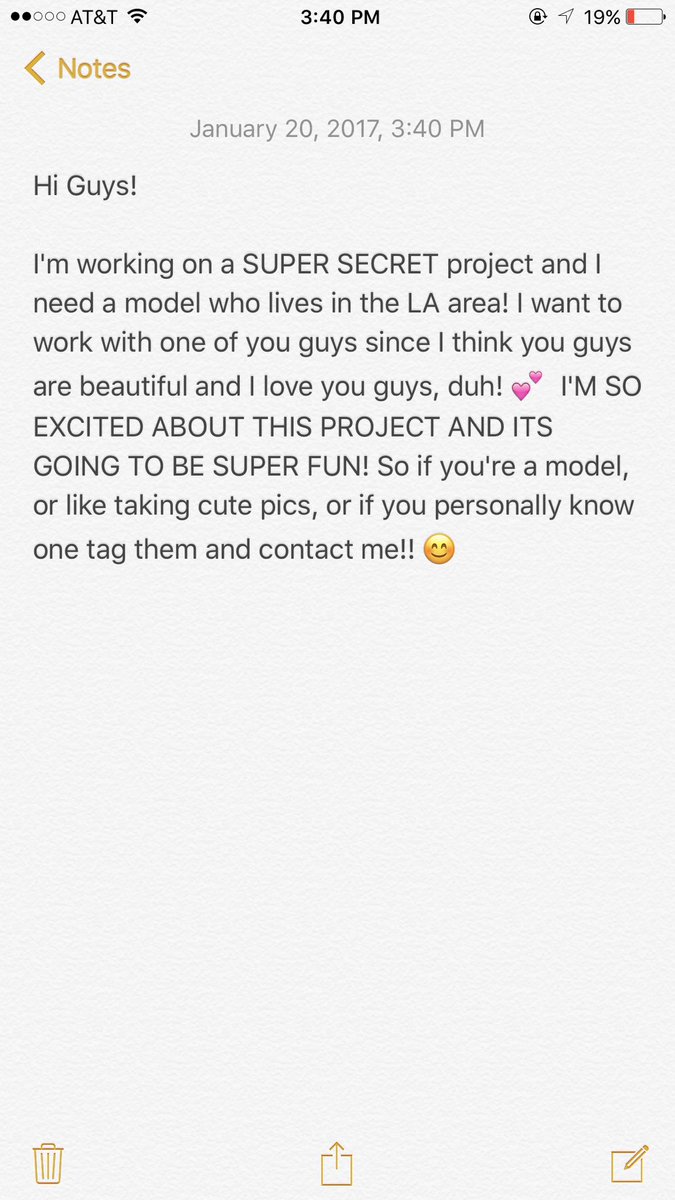 AT&T 3:40 PM 19%
Notes
January 20, 2017, 3:40 PM
Hi Guys!
I'm working on a SUPER SECRET project and I
need a model who lives in the LA area! I want to
work with one of you guys since I think you guys
are beautiful and I love you guys, duh! 💕 I'M SO
EXCITED ABOUT THIS PROJECT AND ITS
GOING TO BE SUPER FUN! So if you're a model,
or like taking cute pics, or if you personally know
one tag them and contact me!! 😊